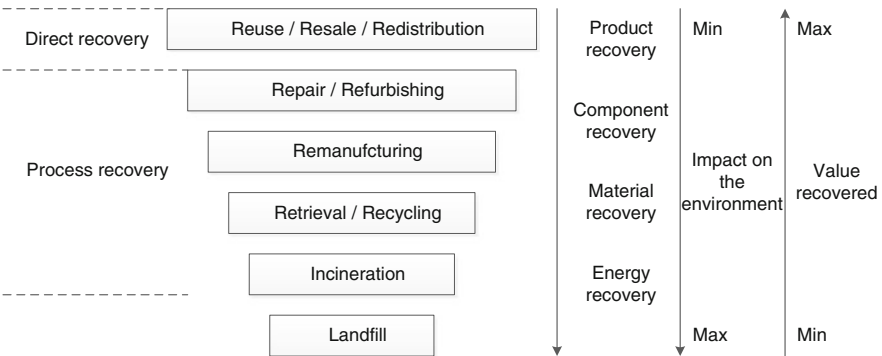 Direct recovery
Reuse / Resale / Redistribution
Product
recovery
Min
Max
Repair / Refurbishing
Component
recovery
Process recovery
Remanufcturing
Impact on
the
environment
Value
recovered
Material
recovery
Retrieval / Recycling
Incineration
Energy
recovery
Landfill
Max
Min